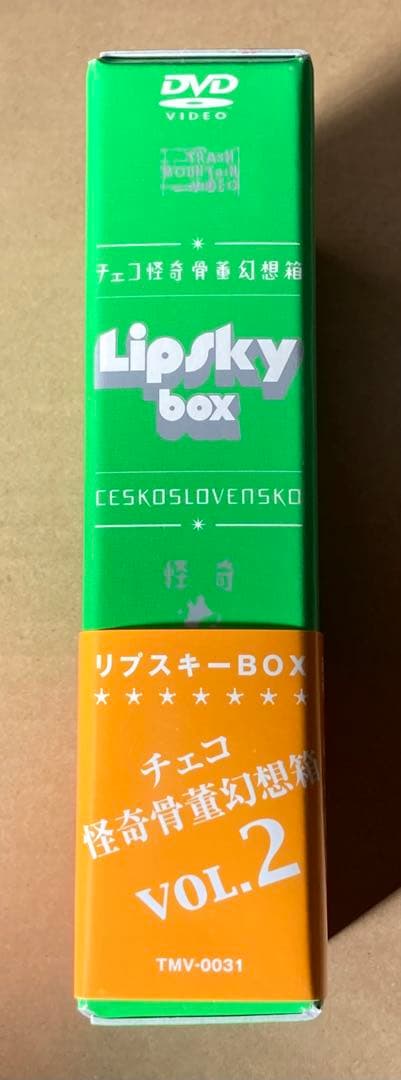 DVD
VIDEO
TRASH
MOUNTAIN
VIDEO
チェコ怪奇骨董幻想箱
Lipsky
box
CESKOSLOVENSKO
怪奇
リプスキーBOX
チェコ
怪奇骨董幻想箱
VOL.2
TMV-0031